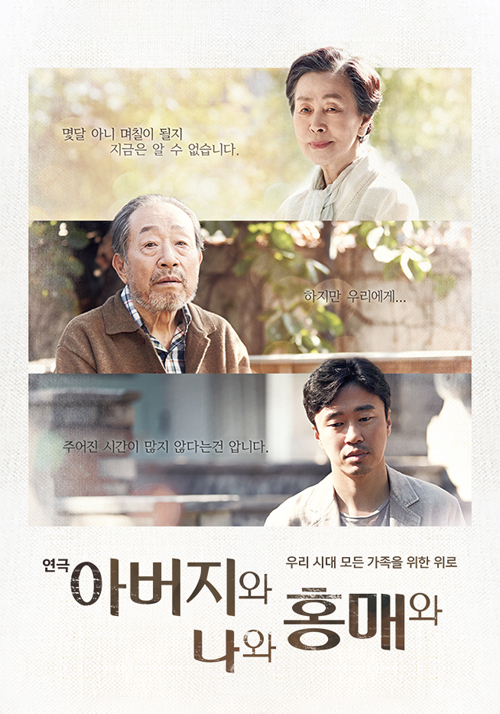 몇달 아니 며칠이 될지
지금은 알 수 없습니다.
하지만 우리에게...
주어진 시간이 많지 않다는건 압니다.
연극 아버지와
우리 시대 모든 가족을 위한 위로
나와 홍매와